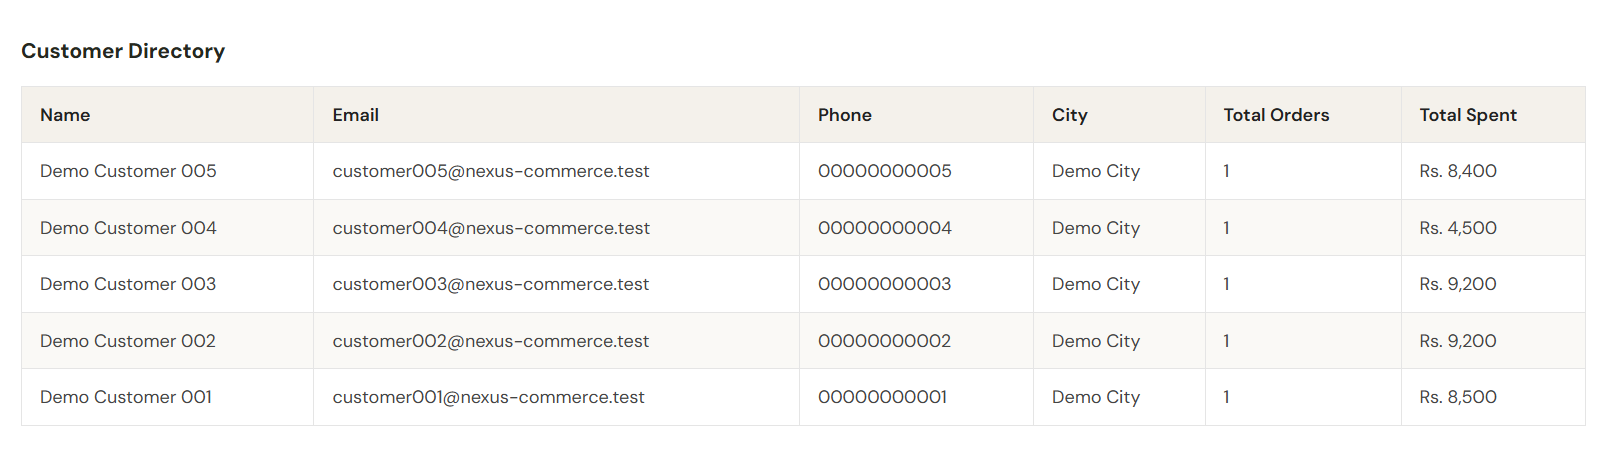 Customer Directory
Name Email Phone City Total Orders Total Spent
Demo Customer 005 customer005@nexus-commerce.test 00000000005 Demo City 1 Rs. 8,400
Demo Customer 004 customer004@nexus-commerce.test 00000000004 Demo City 1 Rs. 4,500
Demo Customer 003 customer003@nexus-commerce.test 00000000003 Demo City 1 Rs. 9,200
Demo Customer 002 customer002@nexus-commerce.test 00000000002 Demo City 1 Rs. 9,200
Demo Customer 001 customer001@nexus-commerce.test 00000000001 Demo City 1 Rs. 8,500